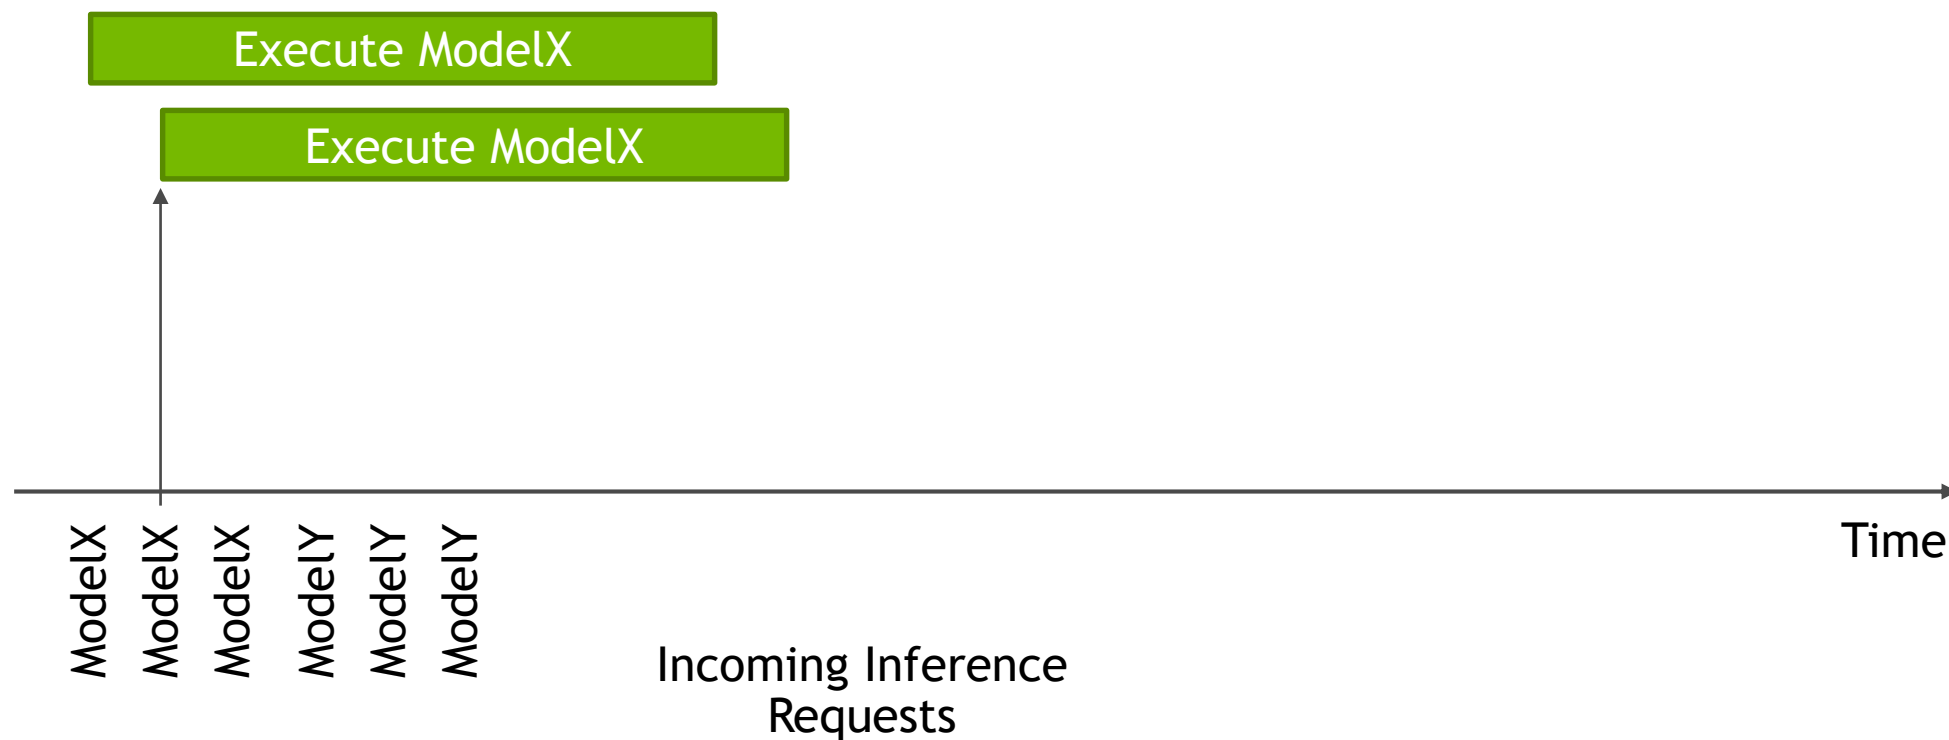 Execute ModelX
Execute ModelX
Time
ModelX
ModelX
ModelX
ModelY
ModelY
ModelY
Incoming Inference
Requests